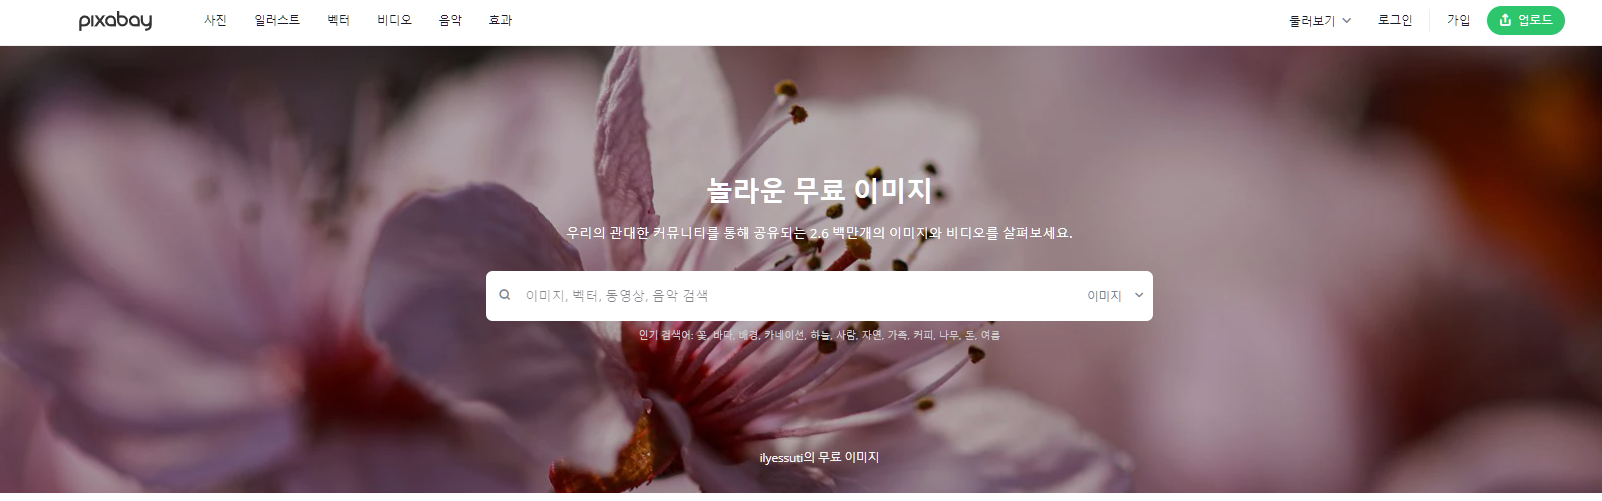 pixabay 사진 일러스트 벡터 비디오 음악 효과 둘러보기 로그인 가입 업로드
놀라운 무료 이미지
우리의 관대한 커뮤니티를 통해 공유되는 2.6 백만개의 이미지와 비디오를 살펴보세요.
이미지, 벡터, 동영상, 음악 검색 이미지
인기 검색어: 꽃, 바다, 배경, 카네이션, 하늘, 사람, 자연, 가족, 커피, 나무, 돈, 여름
ilyessuti의 무료 이미지